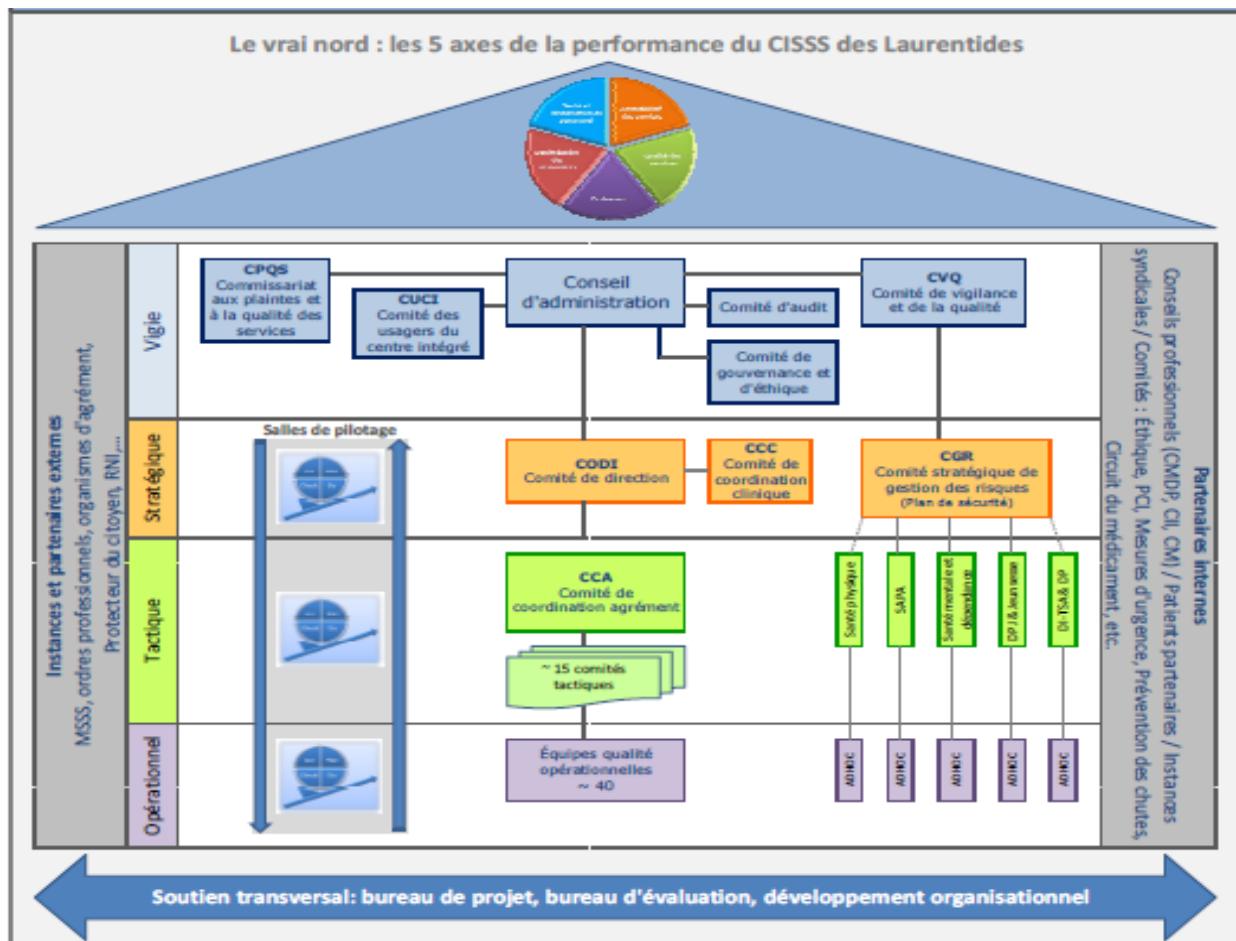 Le vrai nord : les 5 axes de la performance du CISSS des Laurentides
Instances et partenaires externes
MSSS, ordres professionnels, organismes d'agrément,
Protecteur du citoyen, RNI,...
Vigie
CPQS
Commissariat
aux plaintes et
à la qualité des
services
CUCI
Comité des
usagers du
centre intégré
Conseil
d'administration
Comité d'audit
Comité de
gouvernance et
d'éthique
CVQ
Comité de vigilance
et de la qualité
Stratégique
Salles de pilotage
CODI
Comité de direction
CCC
Comité de
coordination
clinique
CGR
Comité stratégique de
gestion des risques
(Plan de sécurité)
Tactique
CCA
Comité de
coordination agrément
~ 15 comités
tactiques
Santé physique
SAPA
Santé mentale et
dépendance
DPJ & Jeunesse
DI-TSA & DP
Opérationnel
Équipes qualité
opérationnelles
~ 40
ADHOC
ADHOC
ADHOC
ADHOC
ADHOC
Partenaires internes
Conseils professionnels (CMDP, CII, CM) / Patients partenaires / Instances
syndicales / Comités : Éthique, PCI, Mesures d'urgence, Prévention des chutes,
Circuit du médicament, etc.
Soutien transversal: bureau de projet, bureau d'évaluation, développement organisationnel